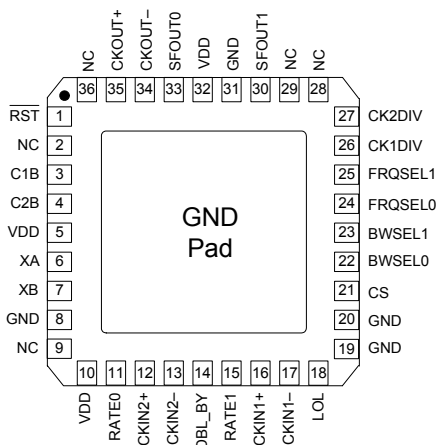 NC
CKOUT+
CKOUT–
SFOUT0
VDD
GND
SFOUT1
NC
NC
36
35
34
33
32
31
30
29
28
RST
1
NC
2
C1B
3
C2B
4
VDD
5
XA
6
XB
7
GND
8
NC
9
GND
Pad
27
CK2DIV
26
CK1DIV
25
FRQSEL1
24
FRQSEL0
23
BWSEL1
22
BWSEL0
21
CS
20
GND
19
GND
10
11
12
13
14
15
16
17
18
VDD
RATE0
CKIN2+
CKIN2–
DBL_BY
RATE1
CKIN1+
CKIN1–
LOL